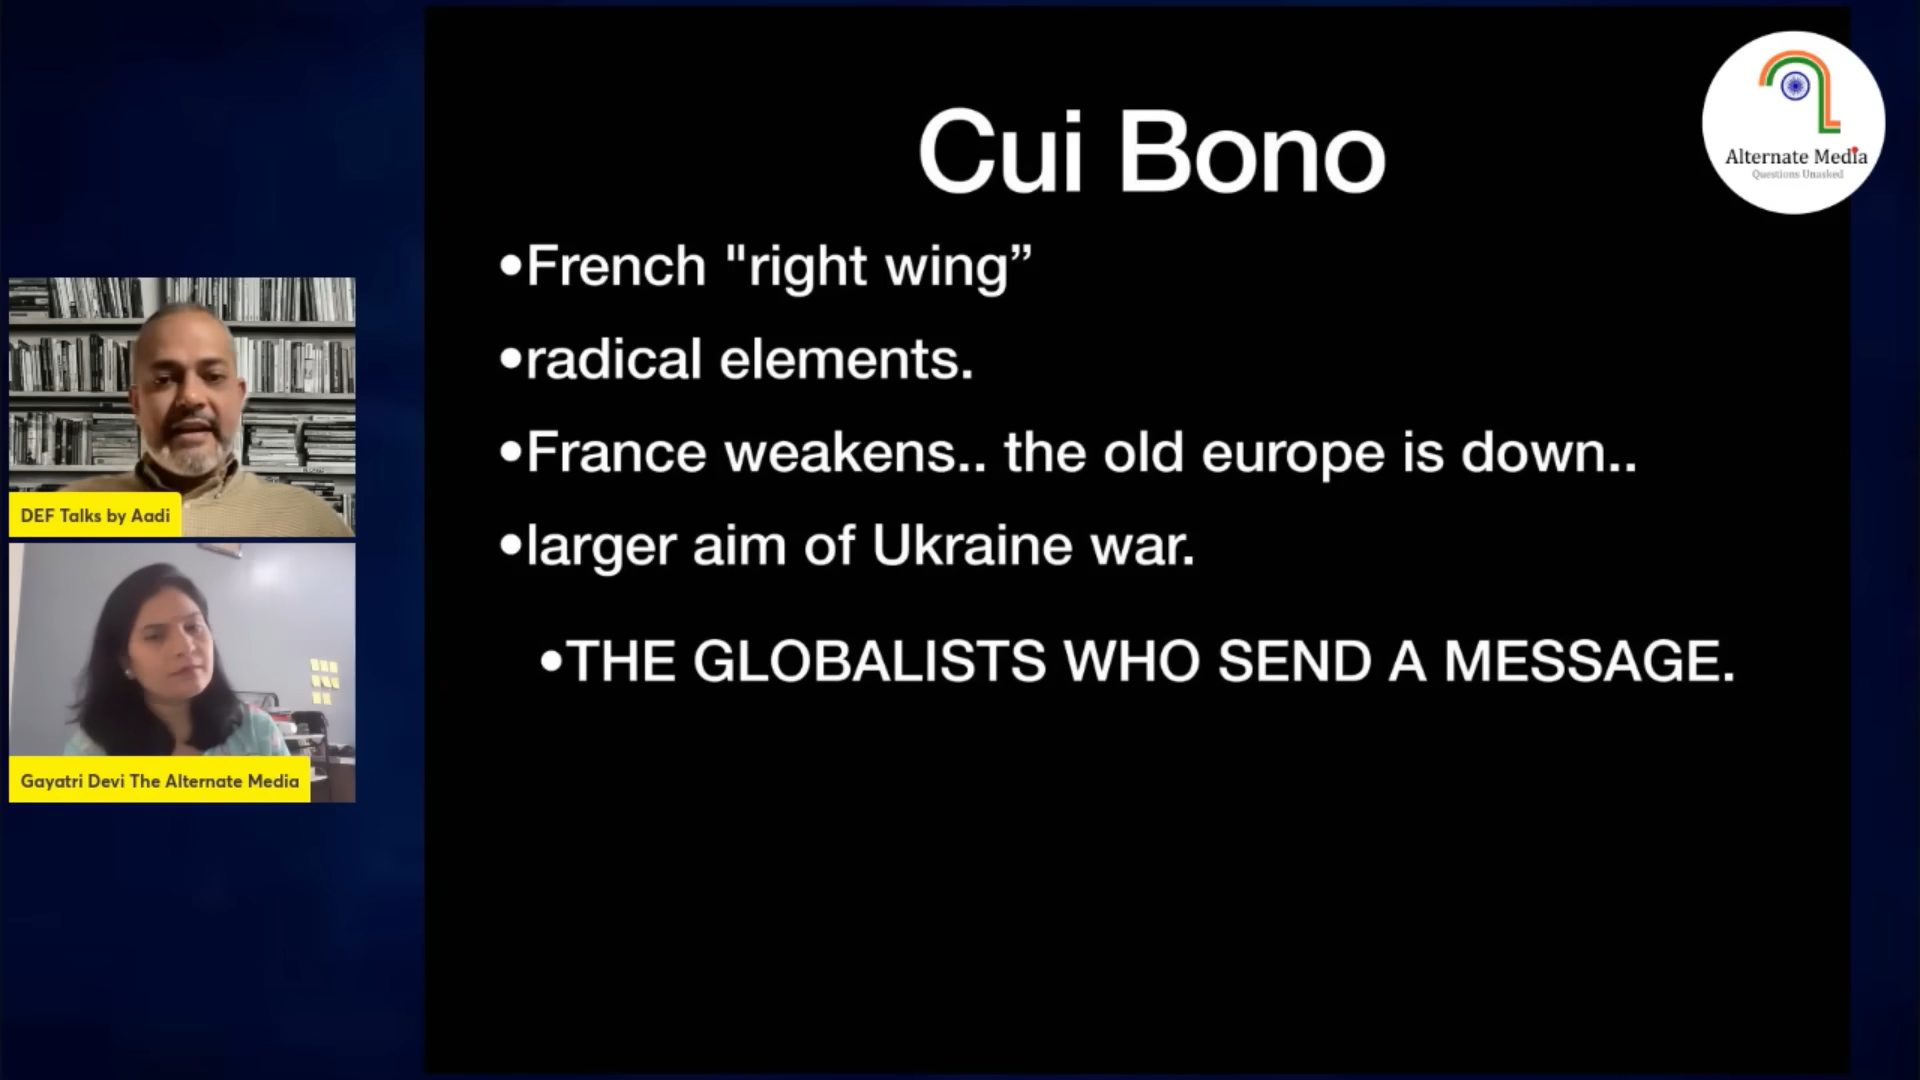 Cui Bono
•French "right wing”
•radical elements.
•France weakens.. the old europe is down..
•larger aim of Ukraine war.
•THE GLOBALISTS WHO SEND A MESSAGE.
Alternate Media
Questions Unasked
DEF Talks by Aadi
Gayatri Devi The Alternate Media